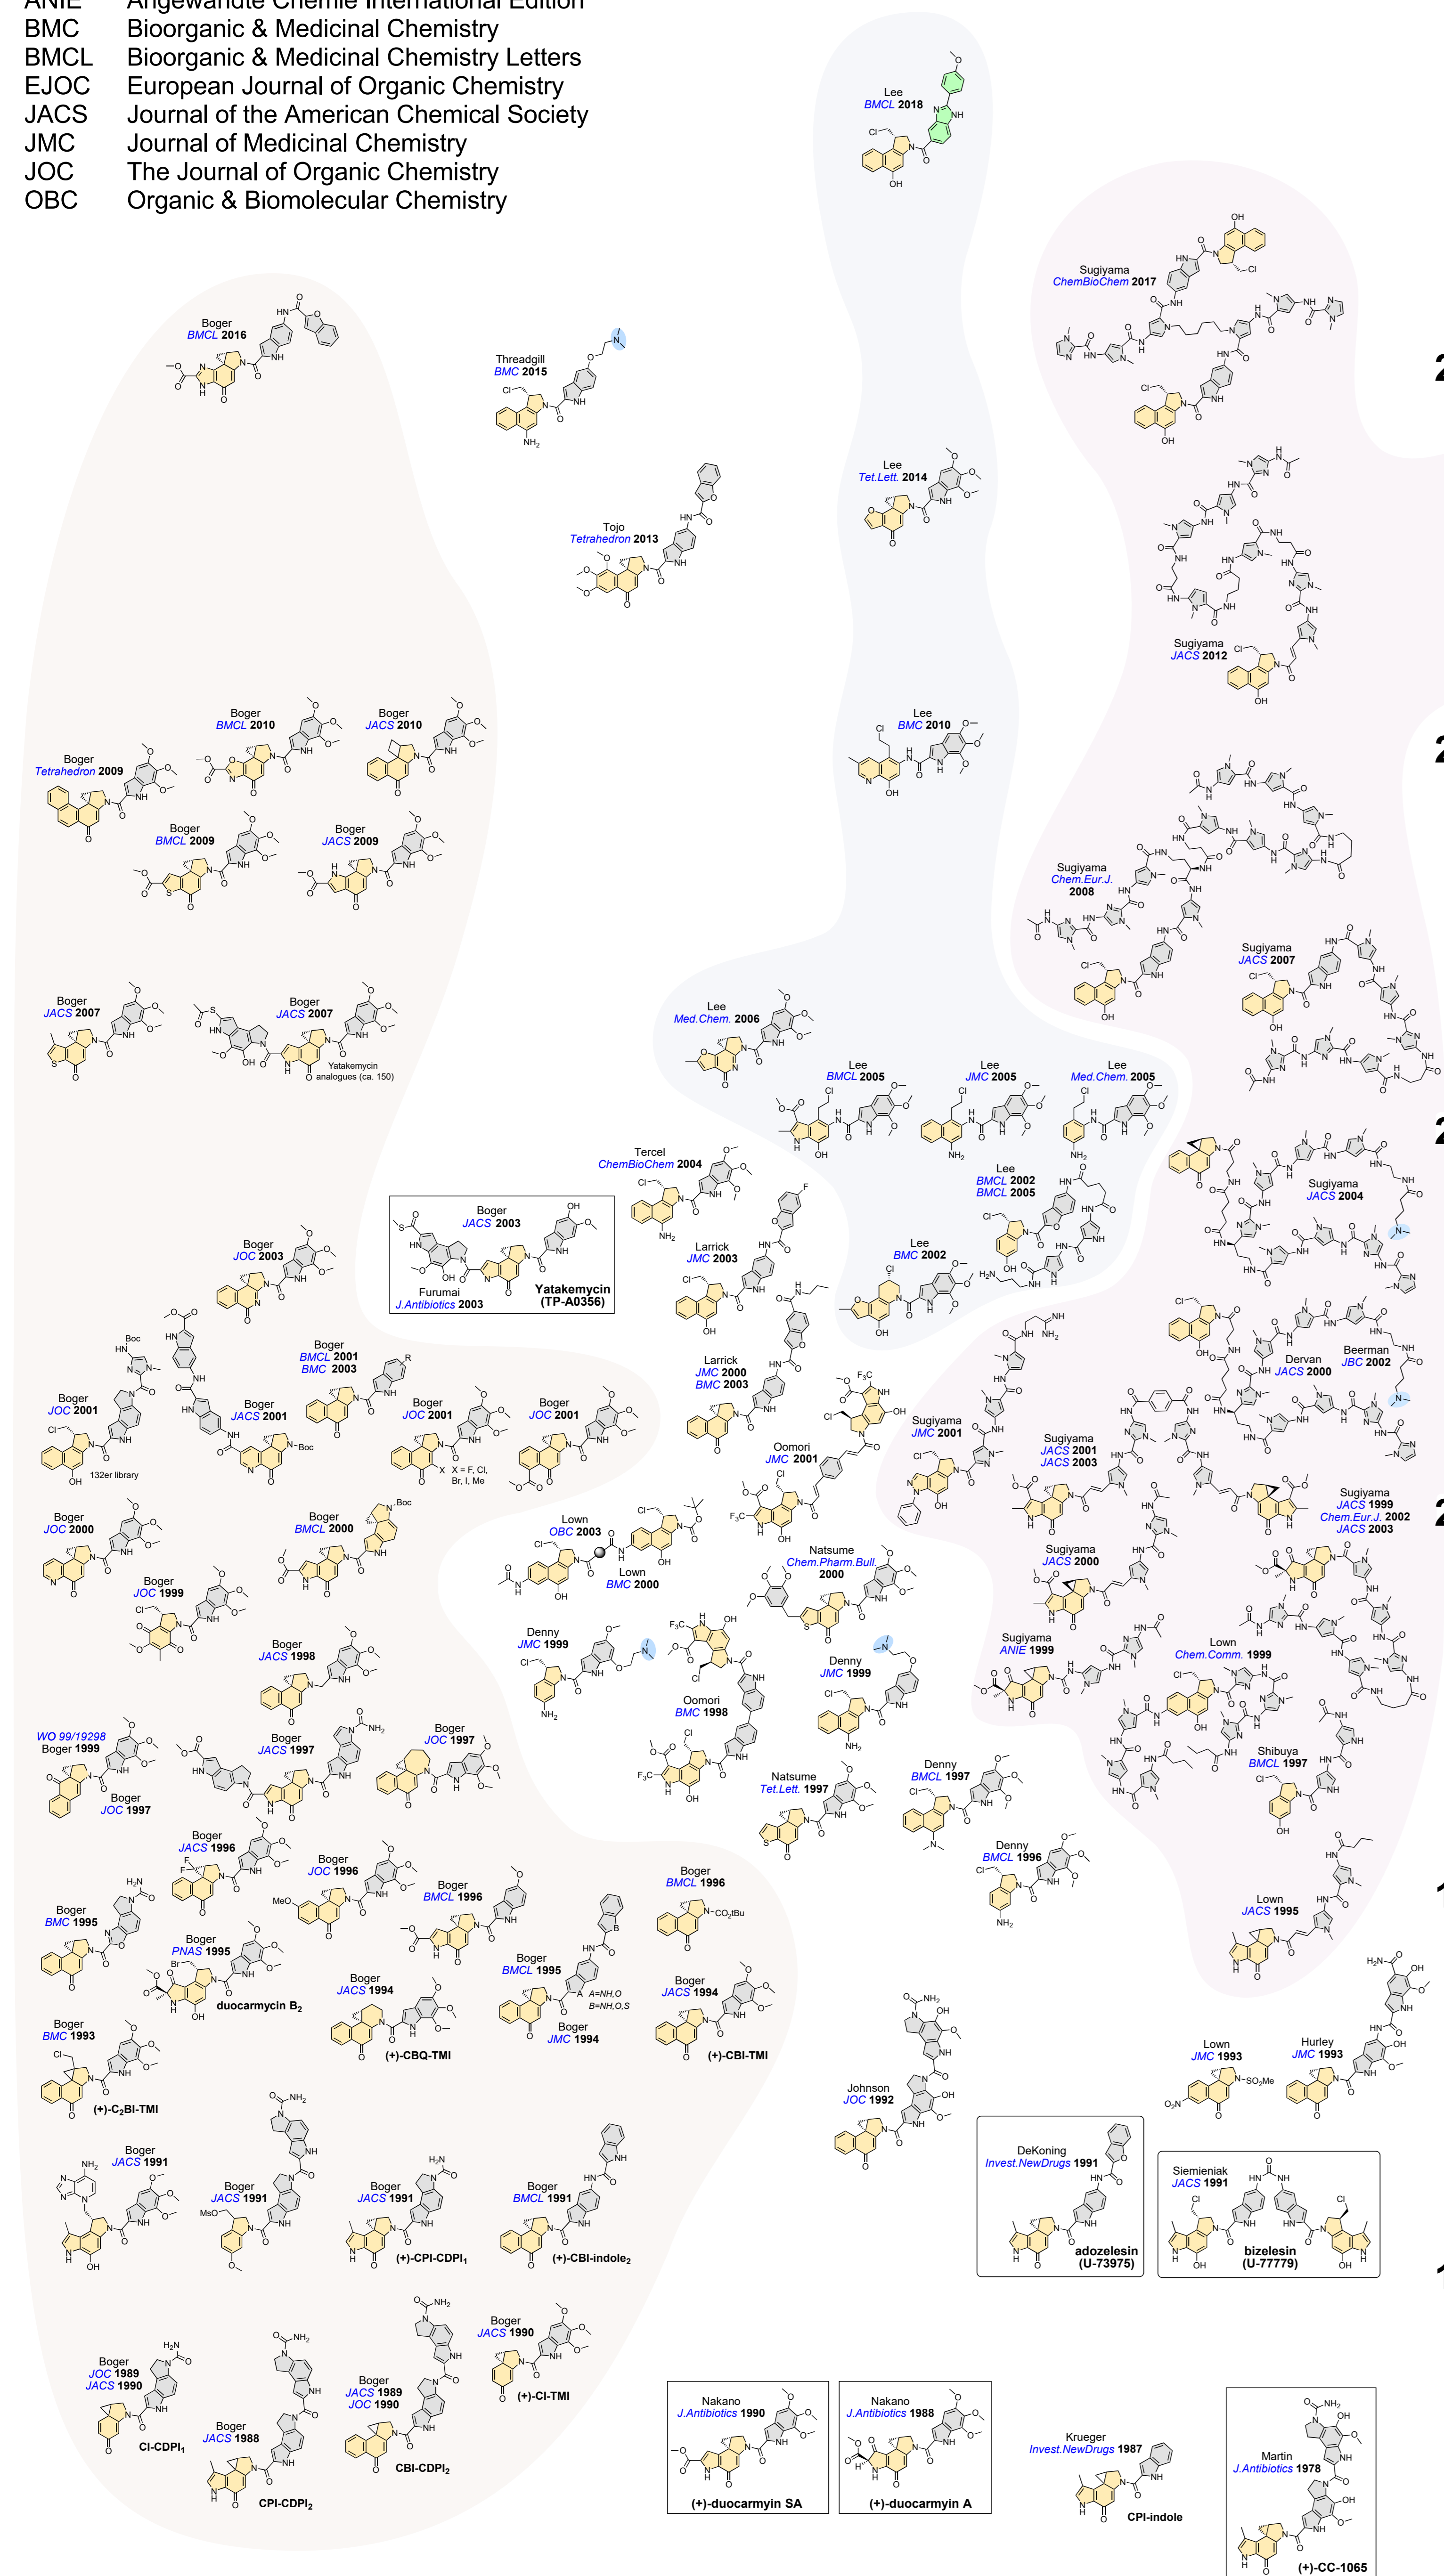 ANIE Angewandte Chemie International Edition
BMC Bioorganic & Medicinal Chemistry
BMCL Bioorganic & Medicinal Chemistry Letters
EJOC European Journal of Organic Chemistry
JACS Journal of the American Chemical Society
JMC Journal of Medicinal Chemistry
JOC The Journal of Organic Chemistry
OBC Organic & Biomolecular Chemistry
Lee
BMCL 2018
Sugiyama
ChemBioChem 2017
Boger
BMCL 2016
Threadgill
BMC 2015
Lee
Tet.Lett. 2014
Tojo
Tetrahedron 2013
Sugiyama
JACS 2012
Boger
BMCL 2010
Boger
JACS 2010
Lee
BMC 2010
Boger
Tetrahedron 2009
Boger
BMCL 2009
Boger
JACS 2009
Sugiyama
Chem.Eur.J.
2008
Sugiyama
JACS 2007
Boger
JACS 2007
Boger
JACS 2007
Yatakemycin
analogues (ca. 150)
Lee
Med.Chem. 2006
Lee
BMCL 2005
Lee
JMC 2005
Lee
Med.Chem. 2005
Tercel
ChemBioChem 2004
Lee
BMCL 2002
BMCL 2005
Sugiyama
JACS 2004
Boger
JACS 2003
Furumai
J.Antibiotics 2003
Yatakemycin
(TP-A0356)
Boger
JOC 2003
Larrick
JMC 2003
Lee
BMC 2002
Boger
BMCL 2001
BMC 2003
Larrick
JMC 2000
BMC 2003
Dervan
JACS 2000
Beerman
JBC 2002
Boger
JOC 2001
132er library
Boger
JACS 2001
Boger
JOC 2001
X = F, Cl,
Br, I, Me
Boger
JOC 2001
Oomori
JMC 2001
Sugiyama
JMC 2001
Sugiyama
JACS 2001
JACS 2003
Sugiyama
JACS 1999
Chem.Eur.J. 2002
JACS 2003
Boger
JOC 2000
Boger
BMCL 2000
Lown
OBC 2003
Lown
BMC 2000
Natsume
Chem.Pharm.Bull.
2000
Sugiyama
JACS 2000
Boger
JOC 1999
Boger
JACS 1998
Denny
JMC 1999
Denny
JMC 1999
Sugiyama
ANIE 1999
Lown
Chem.Comm. 1999
Oomori
BMC 1998
WO 99/19298
Boger 1999
Boger
JOC 1997
Boger
JACS 1997
Boger
JOC 1997
Natsume
Tet.Lett. 1997
Denny
BMCL 1997
Shibuya
BMCL 1997
Boger
JACS 1996
Boger
JOC 1996
Boger
BMCL 1996
Boger
BMCL 1996
Denny
BMCL 1996
Boger
BMC 1995
Boger
PNAS 1995
duocarmycin B2
Boger
BMCL 1995
A=NH,O
B=NH,O,S
Boger
JMC 1994
Lown
JACS 1995
Boger
JACS 1994
(+)-CBQ-TMI
Boger
JACS 1994
(+)-CBI-TMI
Boger
BMC 1993
(+)-C2BI-TMI
Lown
JMC 1993
Hurley
JMC 1993
Johnson
JOC 1992
Boger
JACS 1991
Boger
JACS 1991
Boger
JACS 1991
(+)-CPI-CDPI1
Boger
BMCL 1991
(+)-CBI-indole2
DeKoning
Invest.NewDrugs 1991
adozelesin
(U-73975)
Siemieniak
JACS 1991
bizelesin
(U-77779)
Boger
JACS 1990
(+)-CI-TMI
Boger
JOC 1989
JACS 1990
CI-CDPI1
Boger
JACS 1989
JOC 1990
CBI-CDPI2
Boger
JACS 1988
CPI-CDPI2
Nakano
J.Antibiotics 1990
(+)-duocarmyin SA
Nakano
J.Antibiotics 1988
(+)-duocarmyin A
Krueger
Invest.NewDrugs 1987
CPI-indole
Martin
J.Antibiotics 1978
(+)-CC-1065